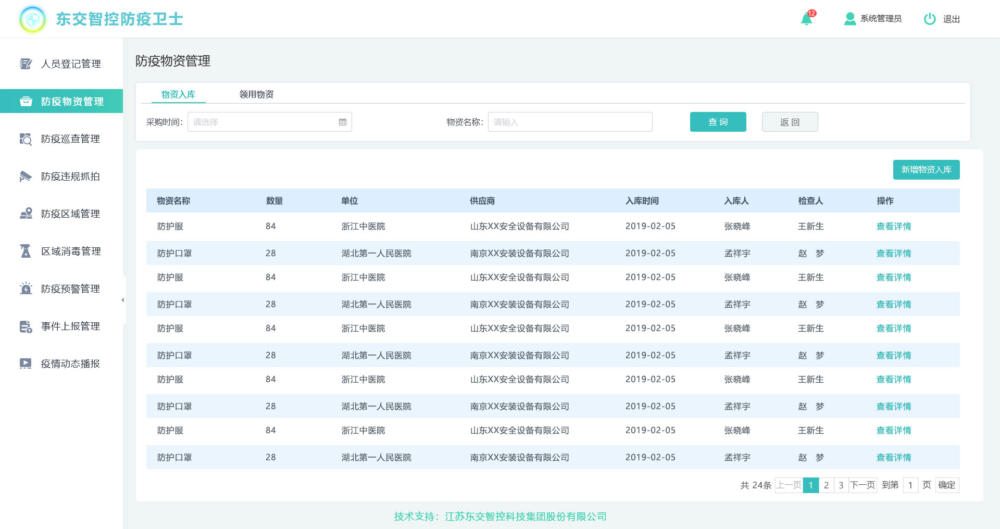 东交智控防疫卫士
12
系统管理员
退出
人员登记管理
防疫物资管理
防疫巡查管理
防疫违规抓拍
防疫区域管理
区域消毒管理
防疫预警管理
事件上报管理
疫情动态播报
防疫物资管理
物资入库 领用物资
采购时间： 请选择 物资名称： 请输入 查 询 返 回
新增物资入库
物资名称 数量 单位 供应商 入库时间 入库人 检查人 操作
防护服 84 浙江中医院 山东XX安全设备有限公司 2019-02-05 张晓峰 王新生 查看详情
防护口罩 28 湖北第一人民医院 南京XX安装设备有限公司 2019-02-05 孟祥宇 赵 梦 查看详情
防护服 84 浙江中医院 山东XX安全设备有限公司 2019-02-05 张晓峰 王新生 查看详情
防护口罩 28 湖北第一人民医院 南京XX安装设备有限公司 2019-02-05 孟祥宇 赵 梦 查看详情
防护服 84 浙江中医院 山东XX安全设备有限公司 2019-02-05 张晓峰 王新生 查看详情
防护口罩 28 湖北第一人民医院 南京XX安装设备有限公司 2019-02-05 孟祥宇 赵 梦 查看详情
防护服 84 浙江中医院 山东XX安全设备有限公司 2019-02-05 张晓峰 王新生 查看详情
防护口罩 28 湖北第一人民医院 南京XX安装设备有限公司 2019-02-05 孟祥宇 赵 梦 查看详情
防护服 84 浙江中医院 山东XX安全设备有限公司 2019-02-05 张晓峰 王新生 查看详情
防护口罩 28 湖北第一人民医院 南京XX安装设备有限公司 2019-02-05 孟祥宇 赵 梦 查看详情
共 24条 上一页 1 2 3 下一页 到第 1 页 确定
技术支持：江苏东交智控科技集团股份有限公司